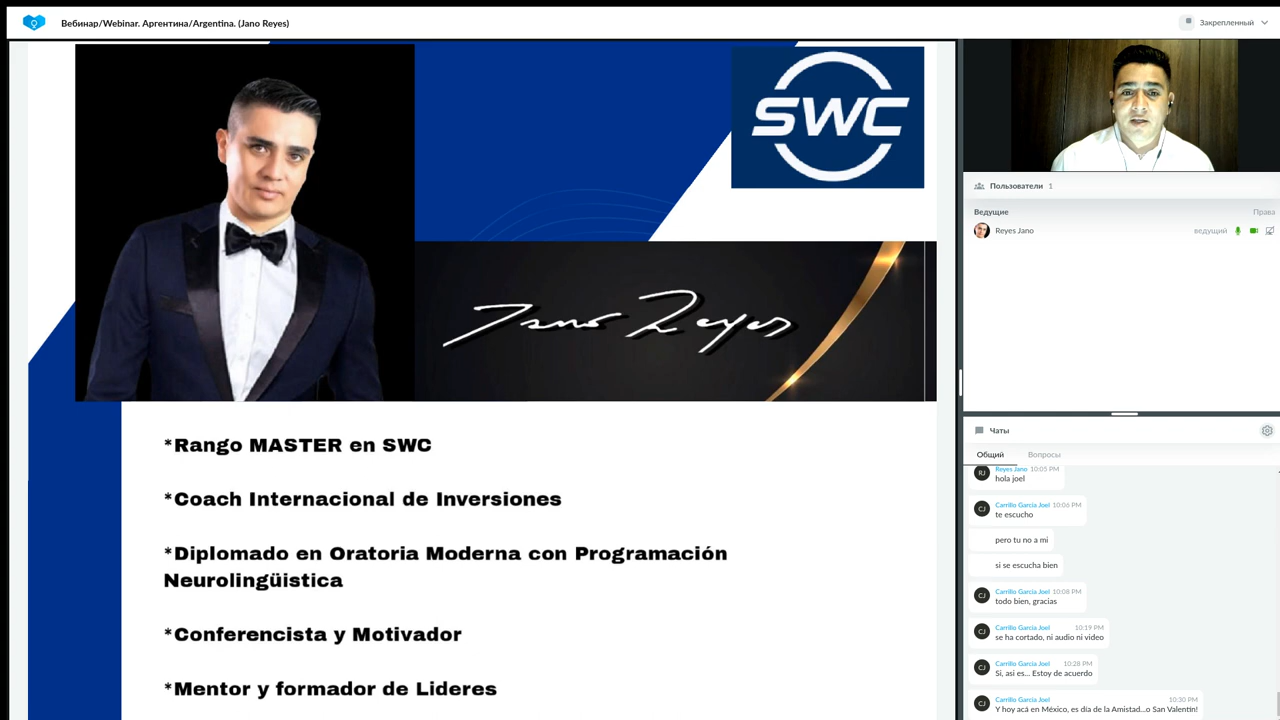 Вебинар/Webinar. Аргентина/Argentina. (Jano Reyes)
Закрепленный
SWC
Jano Reyes
*Rango MASTER en SWC
*Coach Internacional de Inversiones
*Diplomado en Oratoria Moderna con Programación
Neurolingüistica
*Conferencista y Motivador
*Mentor y formador de Lideres
Пользователи 1
Ведущие Права
Reyes Jano ведущий
Чаты
Общий Вопросы
RJ Reyes Jano 10:05 PM
hola joel
CJ Carrillo Garcia Joel 10:06 PM
te escucho
pero tu no a mi
si se escucha bien
CJ Carrillo Garcia Joel 10:08 PM
todo bien, gracias
CJ Carrillo Garcia Joel 10:19 PM
se ha cortado, ni audio ni video
CJ Carrillo Garcia Joel 10:28 PM
Si, asi es... Estoy de acuerdo
CJ Carrillo Garcia Joel 10:30 PM
Y hoy acá en México, es día de la Amistad...o San Valentín!